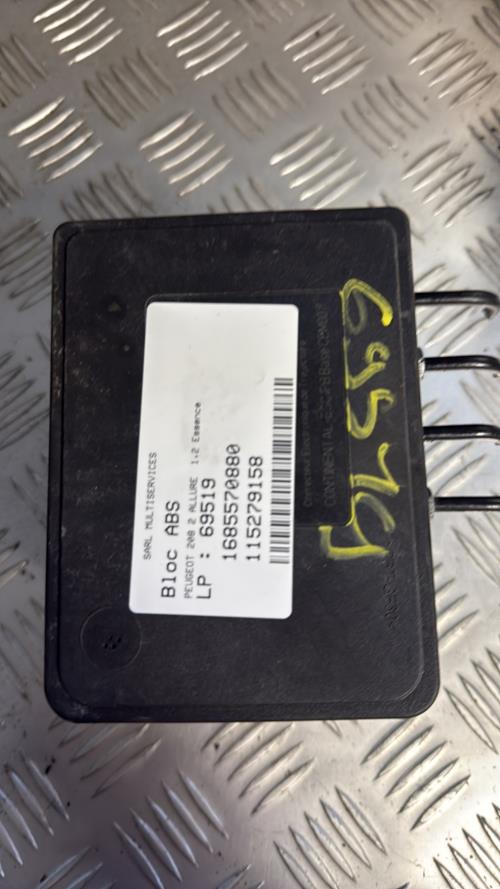 SARL MULTISERVICES
Bloc ABS
PEUGEOT 208 2 ALLURE 1.2 Essence
LP : 69519
1685570880
115279158
69519